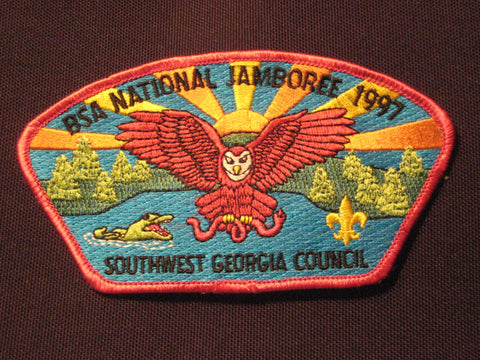 BSA NATIONAL JAMBOREE 1997
SOUTHWEST GEORGIA COUNCIL